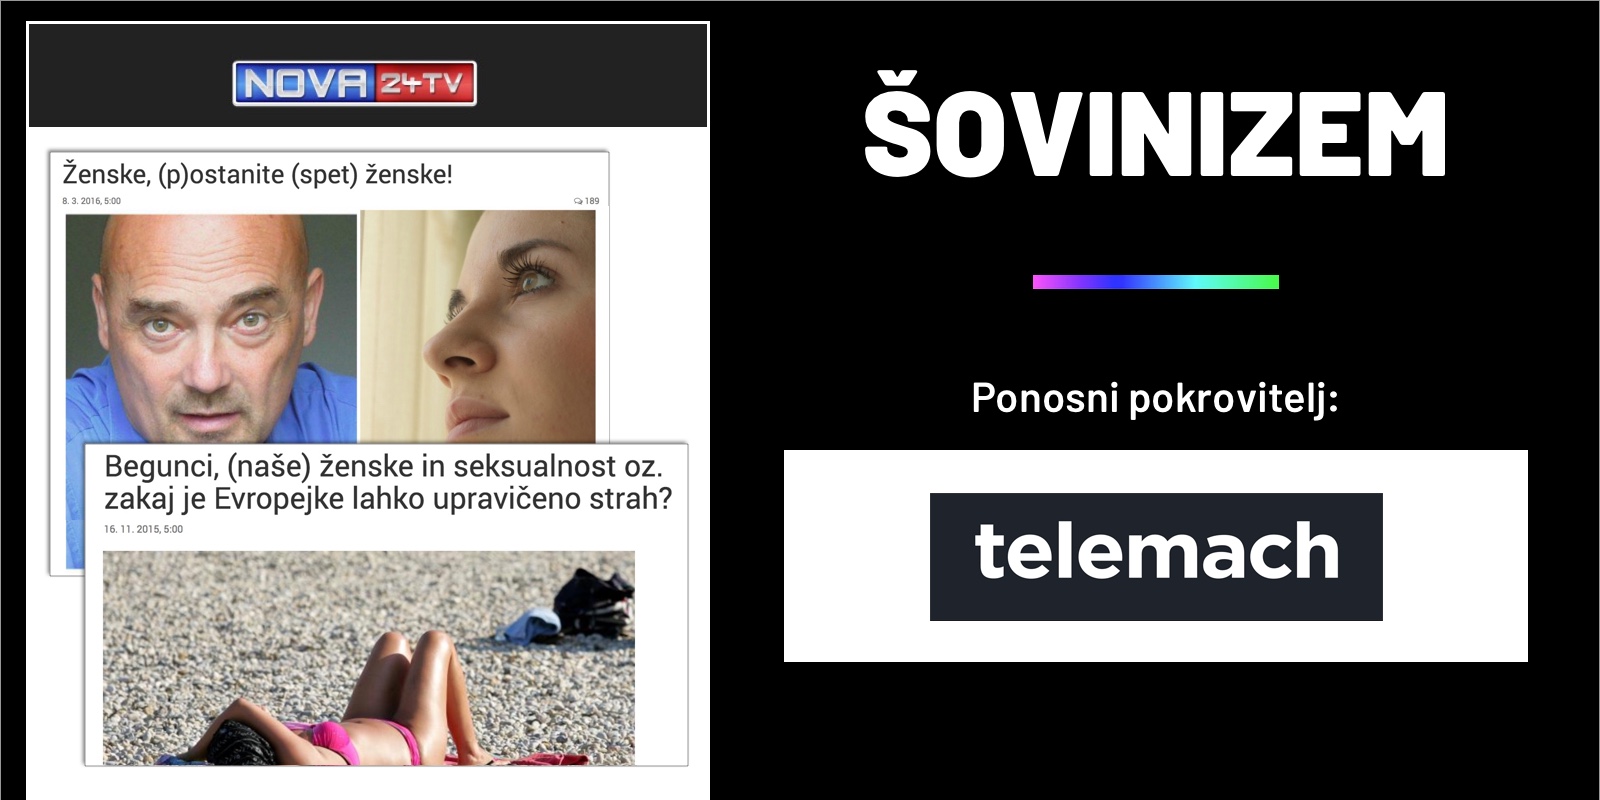 NOVA 24TV
Ženske, (p)ostanite (spet) ženske!
8. 3. 2016, 5:00
189
Begunci, (naše) ženske in seksualnost oz.
zakaj je Evropejke lahko upravičeno strah?
16. 11. 2015, 5:00
ŠOVINIZEM
Ponosni pokrovitelj:
telemach